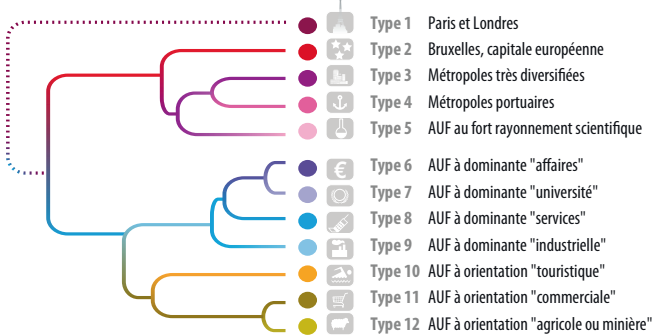 Type 1 Paris et Londres
Type 2 Bruxelles, capitale européenne
Type 3 Métropoles très diversifiées
Type 4 Métropoles portuaires
Type 5 AUF au fort rayonnement scientifique
Type 6 AUF à dominante "affaires"
Type 7 AUF à dominante "université"
Type 8 AUF à dominante "services"
Type 9 AUF à dominante "industrielle"
Type 10 AUF à orientation "touristique"
Type 11 AUF à orientation "commerciale"
Type 12 AUF à orientation "agricole ou minière"